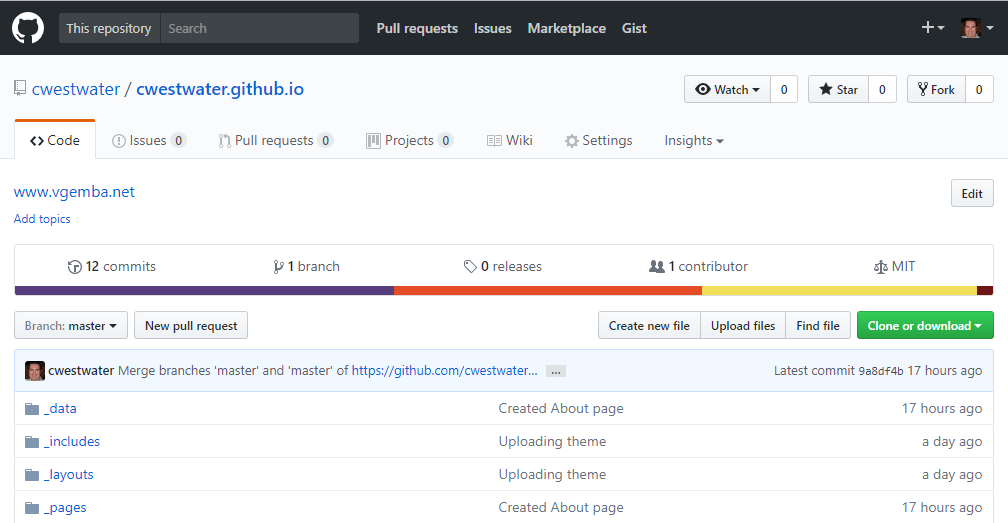 This repository Search Pull requests Issues Marketplace Gist
cwestwater / cwestwater.github.io Watch 0 Star 0 Fork 0
Code Issues 0 Pull requests 0 Projects 0 Wiki Settings Insights
www.vgemba.net Edit
Add topics
12 commits 1 branch 0 releases 1 contributor MIT
Branch: master New pull request Create new file Upload files Find file Clone or download
cwestwater Merge branches 'master' and 'master' of https://github.com/cwestwater... ... Latest commit 9a8df4b 17 hours ago
_data Created About page 17 hours ago
_includes Uploading theme a day ago
_layouts Uploading theme a day ago
_pages Created About page 17 hours ago